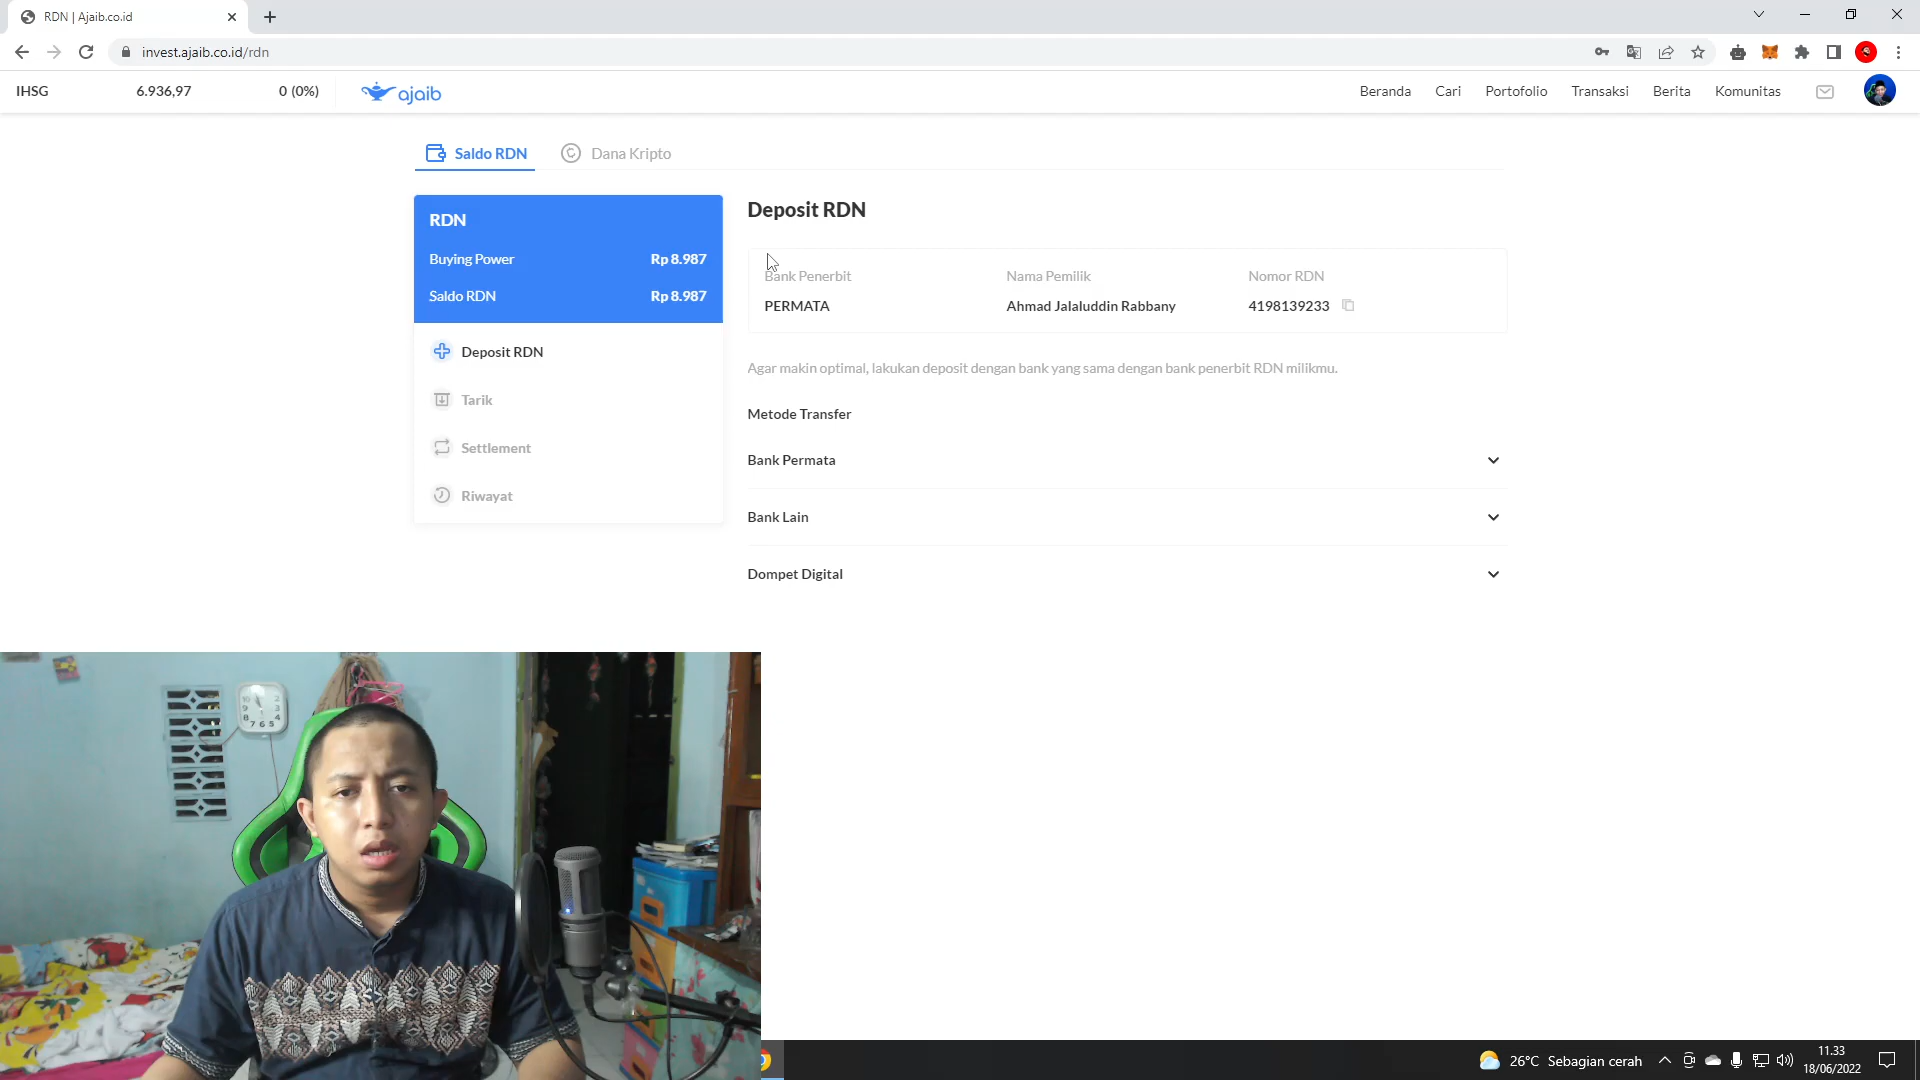 RDN | Ajaib.co.id
invest.ajaib.co.id/rdn
IHSG 6.936,97 0 (0%) ajaib Beranda Cari Portofolio Transaksi Berita Komunitas
Saldo RDN Dana Kripto
RDN
Buying Power Rp 8.987
Saldo RDN Rp 8.987
Deposit RDN
Tarik
Settlement
Riwayat
Deposit RDN
Bank Penerbit Nama Pemilik Nomor RDN
PERMATA Ahmad Jalaluddin Rabbany 4198139233
Agar makin optimal, lakukan deposit dengan bank yang sama dengan bank penerbit RDN milikmu.
Metode Transfer
Bank Permata
Bank Lain
Dompet Digital
26°C Sebagian cerah
11.33
18/06/2022